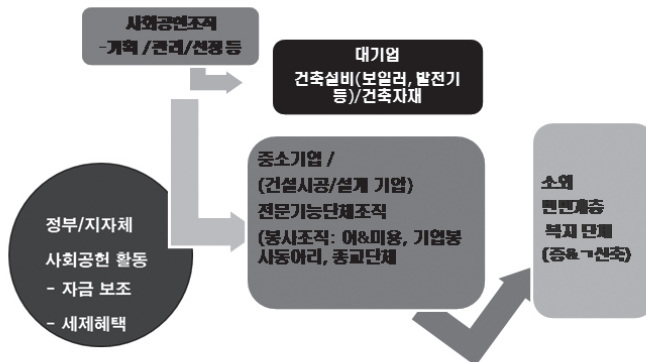 사회공헌조직
-기획 /관리/선정 등
대기업
건축설비(보일러, 발전기
등)/건축자재
중소기업 /
(건설시공/설계 기업)
전문기능단체조직
(봉사조직: 이&미용, 기업봉
사동아리, 종교단체
정부/지자체
사회공헌 활동
- 자금 보조
- 세제혜택
소외
복지 단체